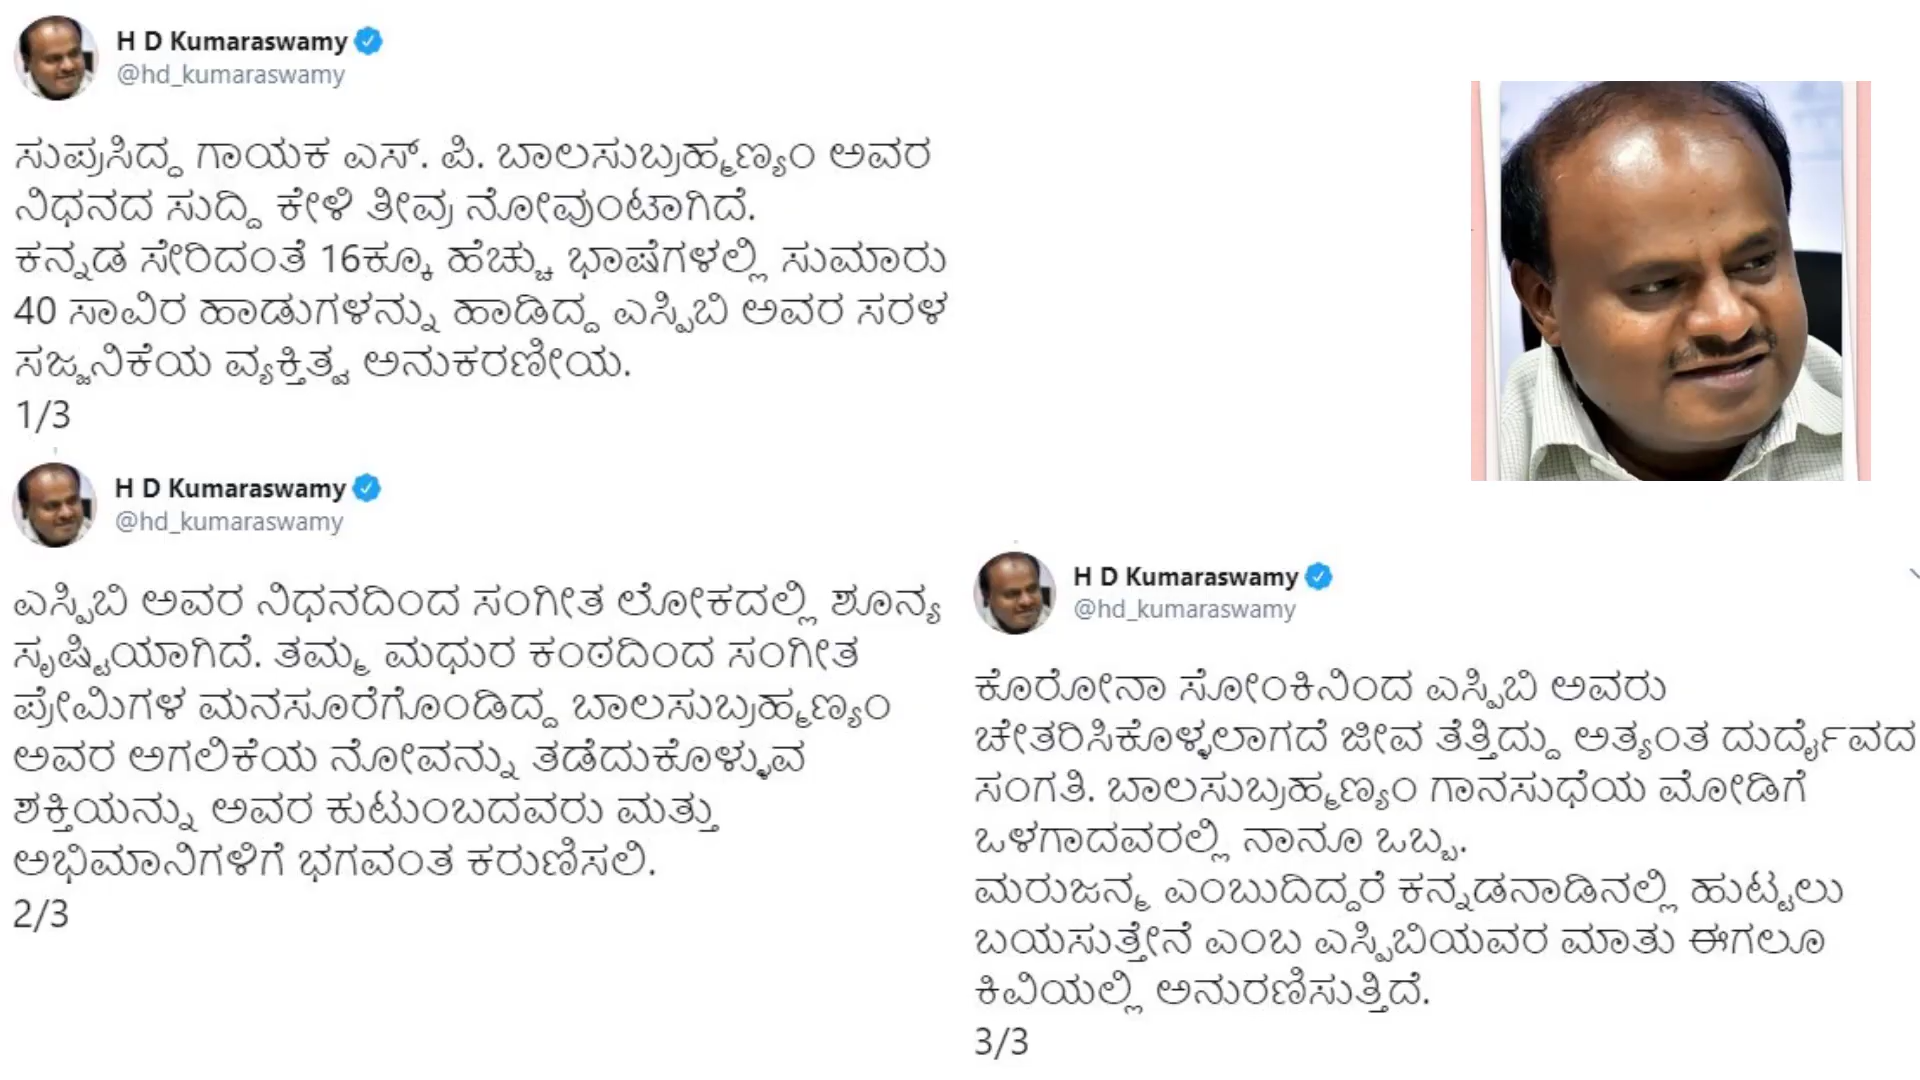 H D Kumaraswamy
@hd_kumaraswamy
ಸುಪ್ರಸಿದ್ಧ ಗಾಯಕ ಎಸ್. ಪಿ. ಬಾಲಸುಬ್ರಹ್ಮಣ್ಯಂ ಅವರ
ನಿಧನದ ಸುದ್ದಿ ಕೇಳಿ ತೀವ್ರ ನೋವುಂಟಾಗಿದೆ.
ಕನ್ನಡ ಸೇರಿದಂತೆ 16ಕ್ಕೂ ಹೆಚ್ಚು ಭಾಷೆಗಳಲ್ಲಿ ಸುಮಾರು
40 ಸಾವಿರ ಹಾಡುಗಳನ್ನು ಹಾಡಿದ್ದ ಎಸ್ಪಿಬಿ ಅವರ ಸರಳ
ಸಜ್ಜನಿಕೆಯ ವ್ಯಕ್ತಿತ್ವ ಅನುಕರಣೀಯ.
1/3
H D Kumaraswamy
@hd_kumaraswamy
ಎಸ್ಪಿಬಿ ಅವರ ನಿಧನದಿಂದ ಸಂಗೀತ ಲೋಕದಲ್ಲಿ ಶೂನ್ಯ
ಸೃಷ್ಟಿಯಾಗಿದೆ. ತಮ್ಮ ಮಧುರ ಕಂಠದಿಂದ ಸಂಗೀತ
ಪ್ರೇಮಿಗಳ ಮನಸೂರೆಗೊಂಡಿದ್ದ ಬಾಲಸುಬ್ರಹ್ಮಣ್ಯಂ
ಅವರ ಅಗಲಿಕೆಯ ನೋವನ್ನು ತಡೆದುಕೊಳ್ಳುವ
ಶಕ್ತಿಯನ್ನು ಅವರ ಕುಟುಂಬದವರು ಮತ್ತು
ಅಭಿಮಾನಿಗಳಿಗೆ ಭಗವಂತ ಕರುಣಿಸಲಿ.
2/3
H D Kumaraswamy
@hd_kumaraswamy
ಕೊರೋನಾ ಸೋಂಕಿನಿಂದ ಎಸ್ಪಿಬಿ ಅವರು
ಚೇತರಿಸಿಕೊಳ್ಳಲಾಗದೆ ಜೀವ ತೆತ್ತಿದ್ದು ಅತ್ಯಂತ ದುರ್ದೈವದ
ಸಂಗತಿ. ಬಾಲಸುಬ್ರಹ್ಮಣ್ಯಂ ಗಾನಸುಧೆಯ ಮೋಡಿಗೆ
ಒಳಗಾದವರಲ್ಲಿ ನಾನೂ ಒಬ್ಬ.
ಮರುಜನ್ಮ ಎಂಬುದಿದ್ದರೆ ಕನ್ನಡನಾಡಿನಲ್ಲಿ ಹುಟ್ಟಲು
ಬಯಸುತ್ತೇನೆ ಎಂಬ ಎಸ್ಪಿಬಿಯವರ ಮಾತು ಈಗಲೂ
ಕಿವಿಯಲ್ಲಿ ಅನುರಣಿಸುತ್ತಿದೆ.
3/3